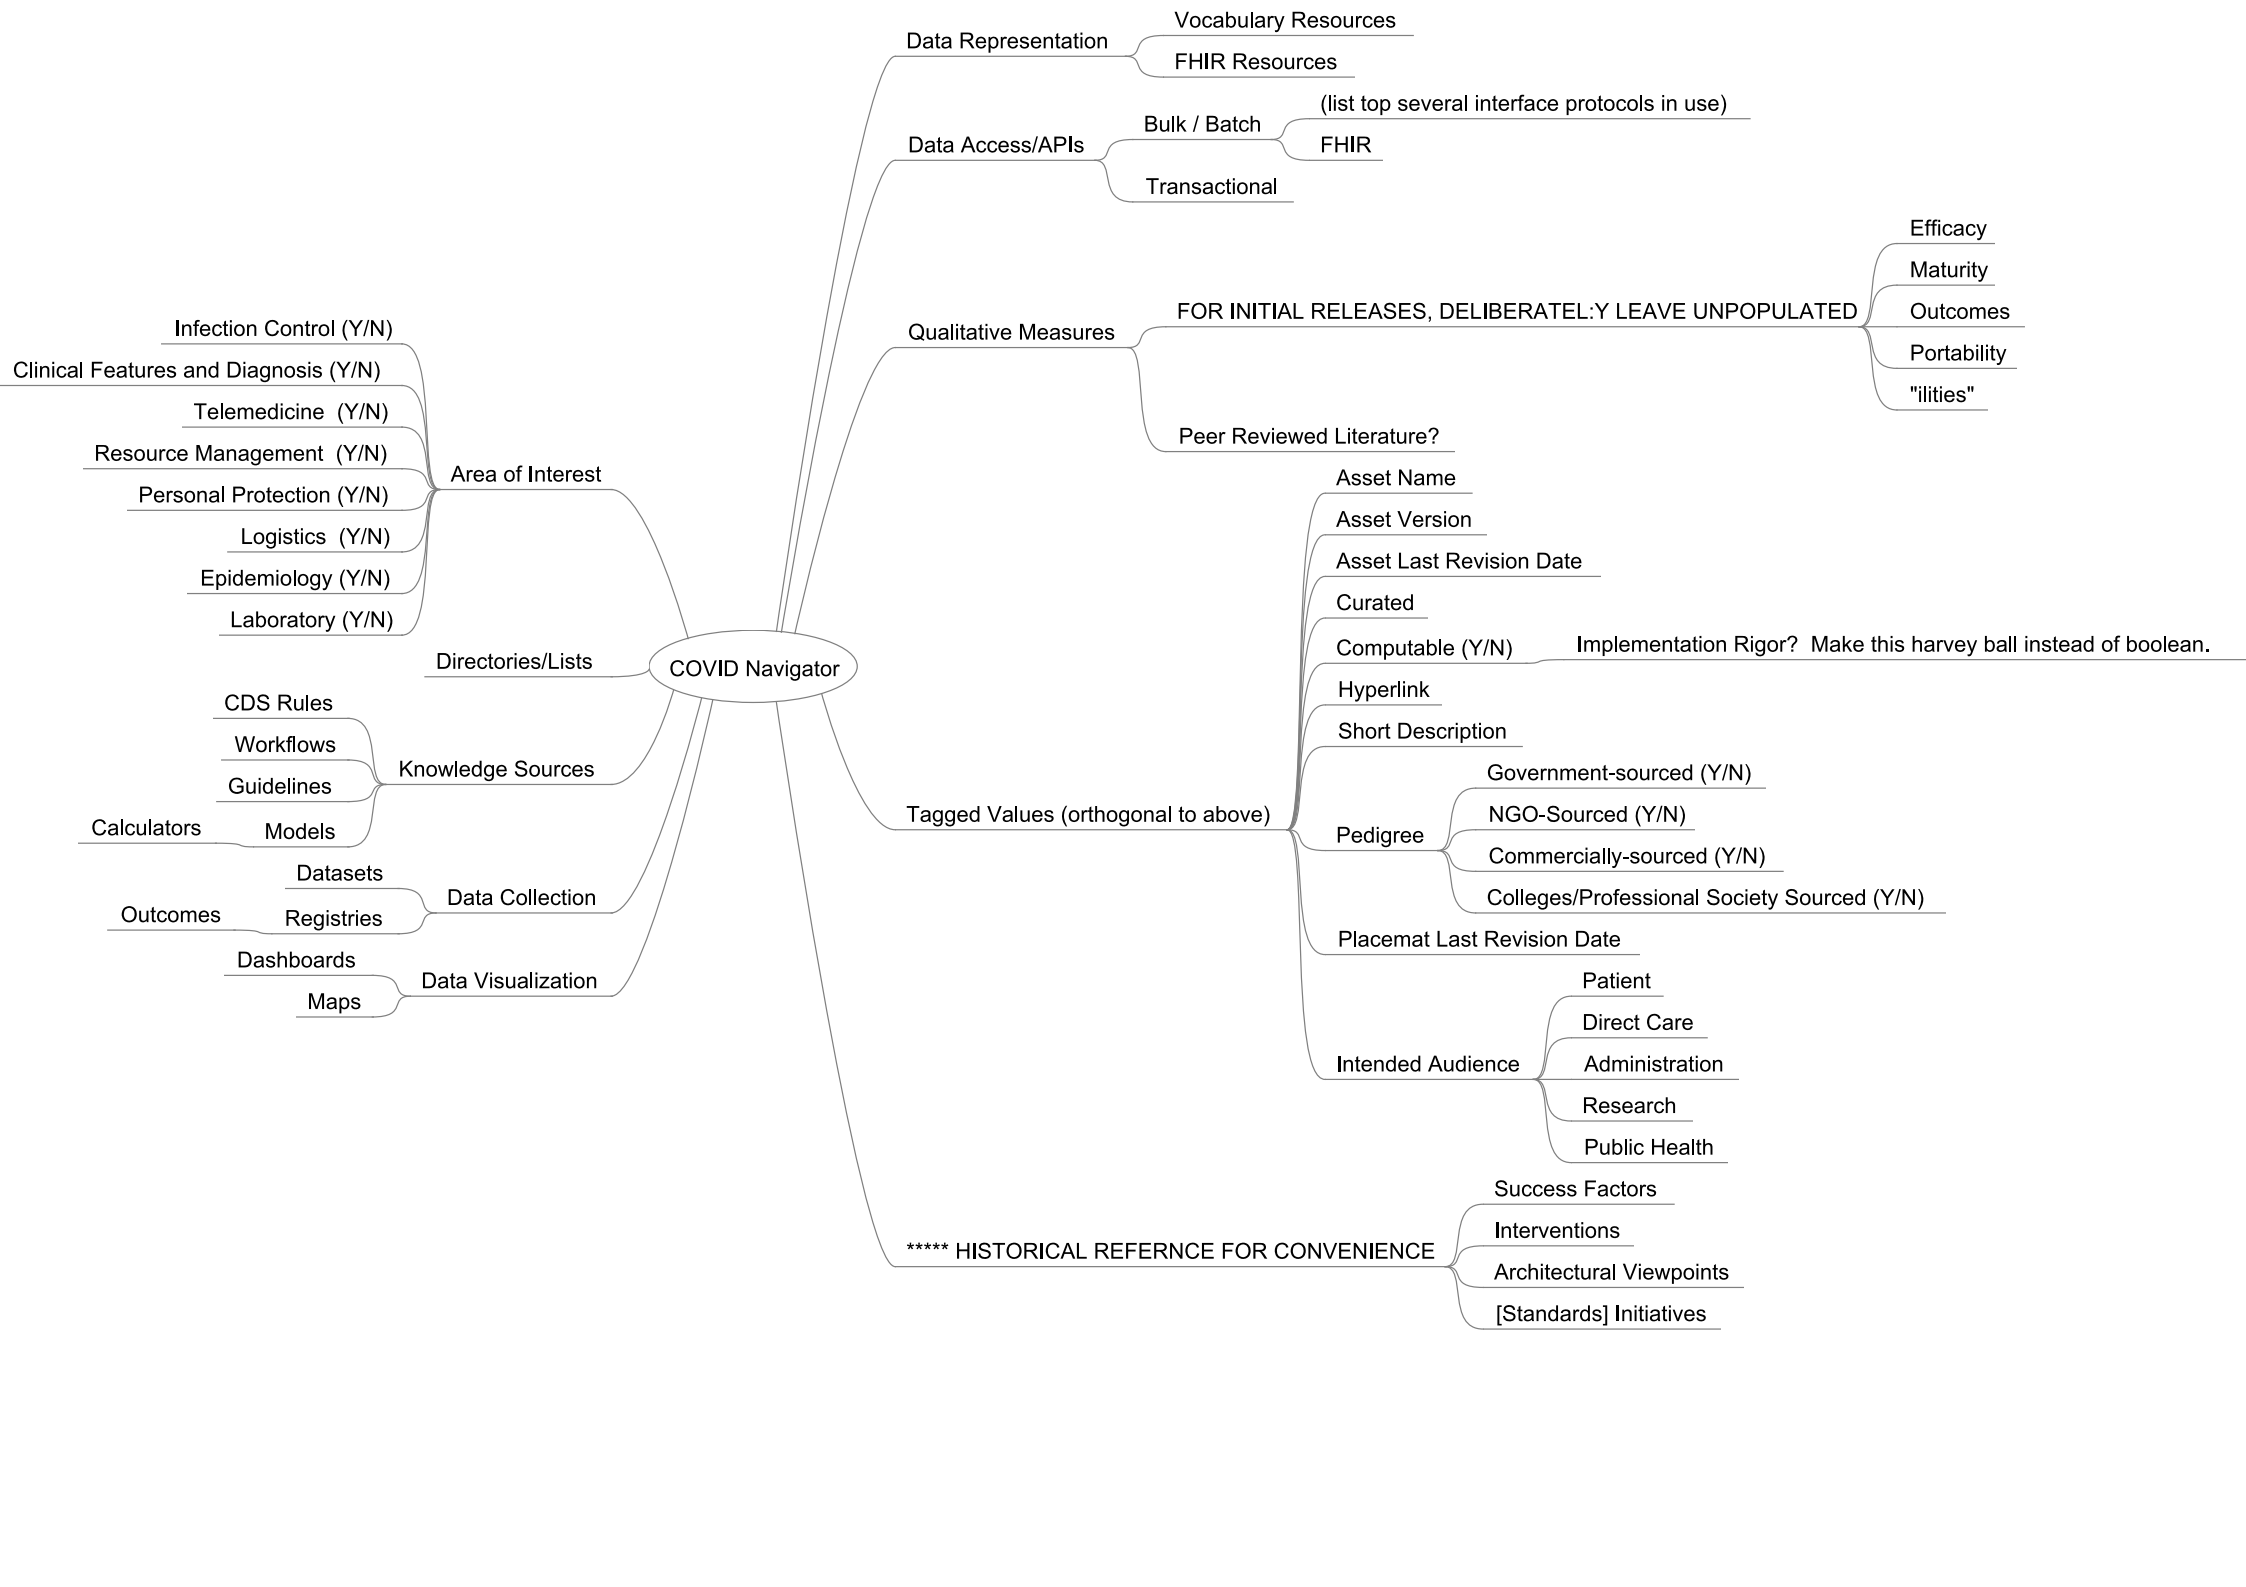 COVID Navigator
Data Representation
Vocabulary Resources
FHIR Resources
Data Access/APIs
Bulk / Batch
(list top several interface protocols in use)
FHIR
Transactional
Qualitative Measures
FOR INITIAL RELEASES, DELIBERATEL:Y LEAVE UNPOPULATED
Efficacy
Maturity
Outcomes
Portability
"ilities"
Peer Reviewed Literature?
Tagged Values (orthogonal to above)
Asset Name
Asset Version
Asset Last Revision Date
Curated
Computable (Y/N)
Implementation Rigor?  Make this harvey ball instead of boolean.
Hyperlink
Short Description
Pedigree
Government-sourced (Y/N)
NGO-Sourced (Y/N)
Commercially-sourced (Y/N)
Colleges/Professional Society Sourced (Y/N)
Placemat Last Revision Date
Intended Audience
Patient
Direct Care
Administration
Research
Public Health
***** HISTORICAL REFERNCE FOR CONVENIENCE
Success Factors
Interventions
Architectural Viewpoints
[Standards] Initiatives
Area of Interest
Infection Control (Y/N)
Clinical Features and Diagnosis (Y/N)
Telemedicine  (Y/N)
Resource Management  (Y/N)
Personal Protection (Y/N)
Logistics  (Y/N)
Epidemiology (Y/N)
Laboratory (Y/N)
Directories/Lists
Knowledge Sources
CDS Rules
Workflows
Guidelines
Models
Calculators
Data Collection
Datasets
Registries
Outcomes
Data Visualization
Dashboards
Maps